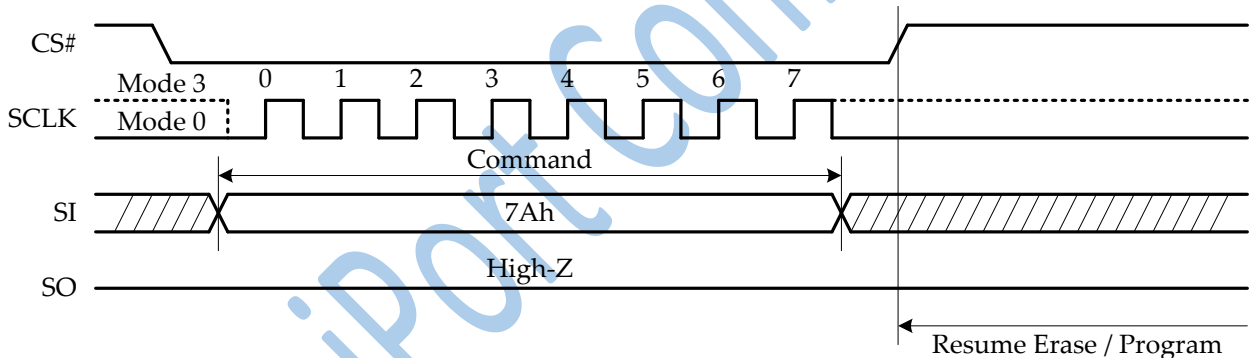 CS#
Mode 3
0 1 2 3 4 5 6 7
SCLK
Mode 0
Command
SI
7Ah
High-Z
SO
Resume Erase / Program